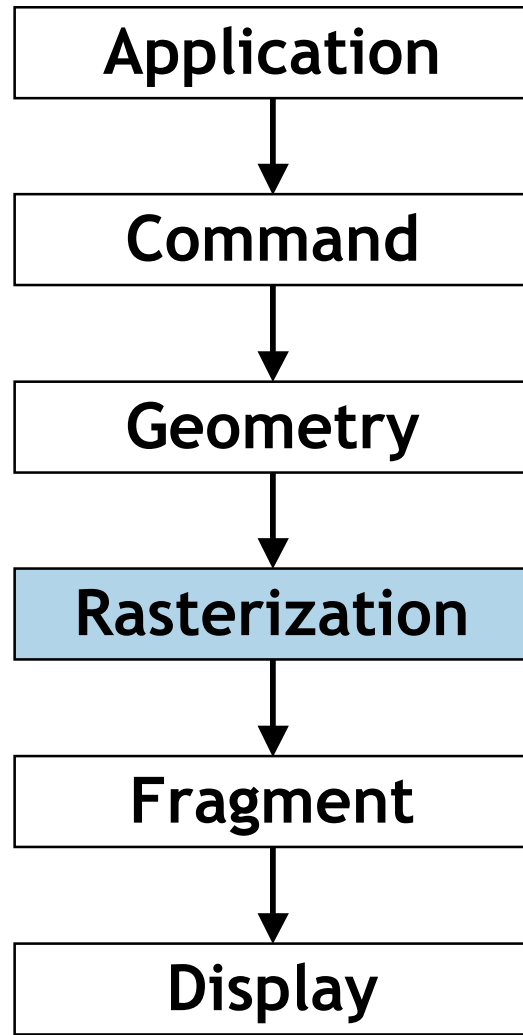 Application
Command
Geometry
Rasterization
Fragment
Display